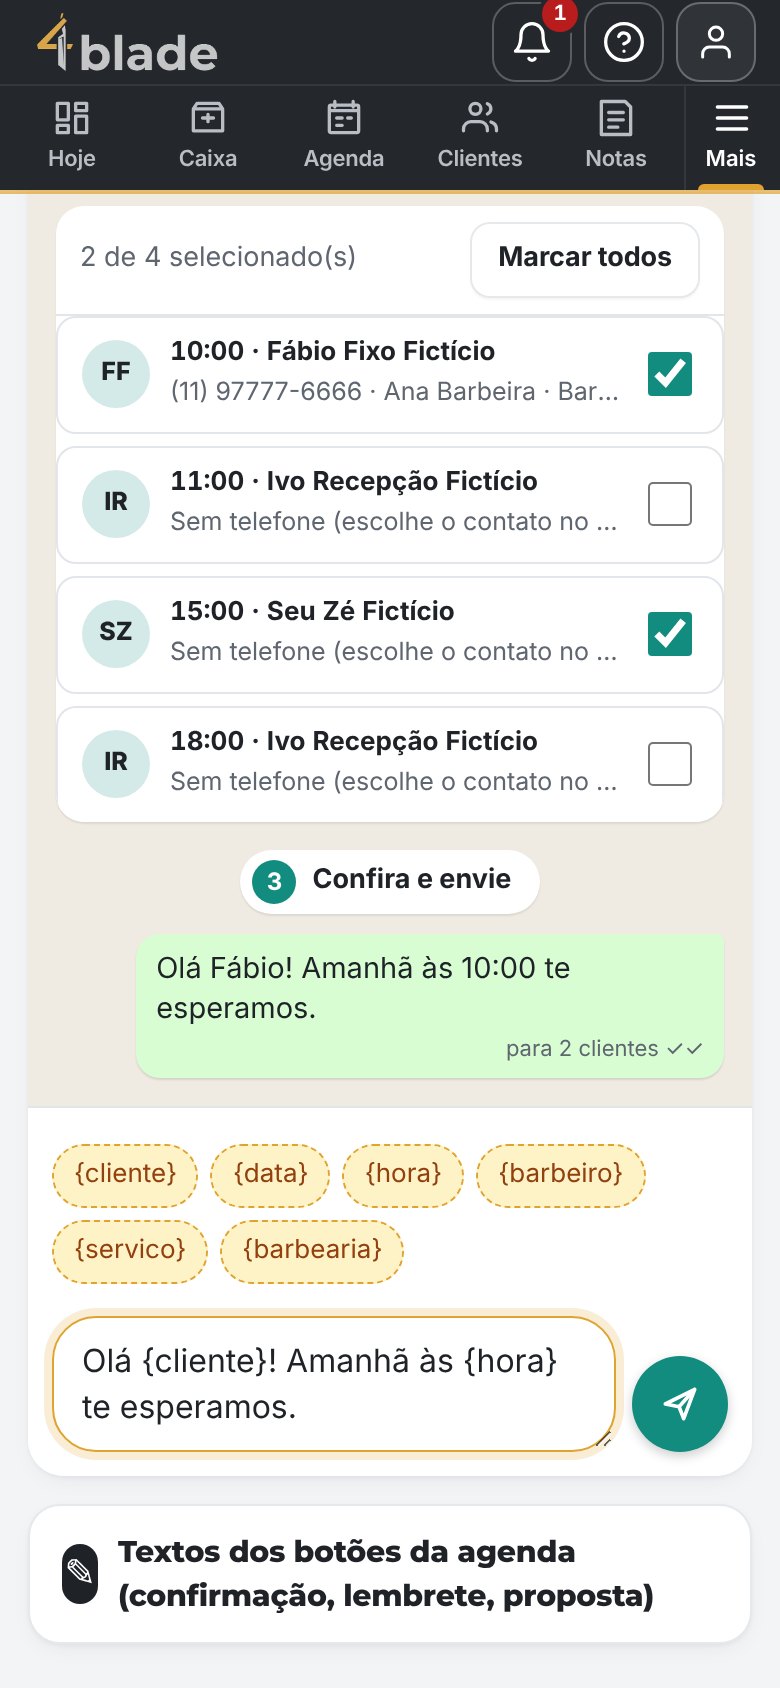 4blade
1
Hoje
Caixa
Agenda
Clientes
Notas
Mais
2 de 4 selecionado(s)
Marcar todos
FF
10:00 · Fábio Fixo Fictício
(11) 97777-6666 · Ana Barbeira · Bar...
IR
11:00 · Ivo Recepção Fictício
Sem telefone (escolhe o contato no ...
SZ
15:00 · Seu Zé Fictício
Sem telefone (escolhe o contato no ...
IR
18:00 · Ivo Recepção Fictício
Sem telefone (escolhe o contato no ...
3 Confira e envie
Olá Fábio! Amanhã às 10:00 te
esperamos.
para 2 clientes ✓✓
{cliente}
{data}
{hora}
{barbeiro}
{servico}
{barbearia}
Olá {cliente}! Amanhã às {hora}
te esperamos.
Textos dos botões da agenda
(confirmação, lembrete, proposta)